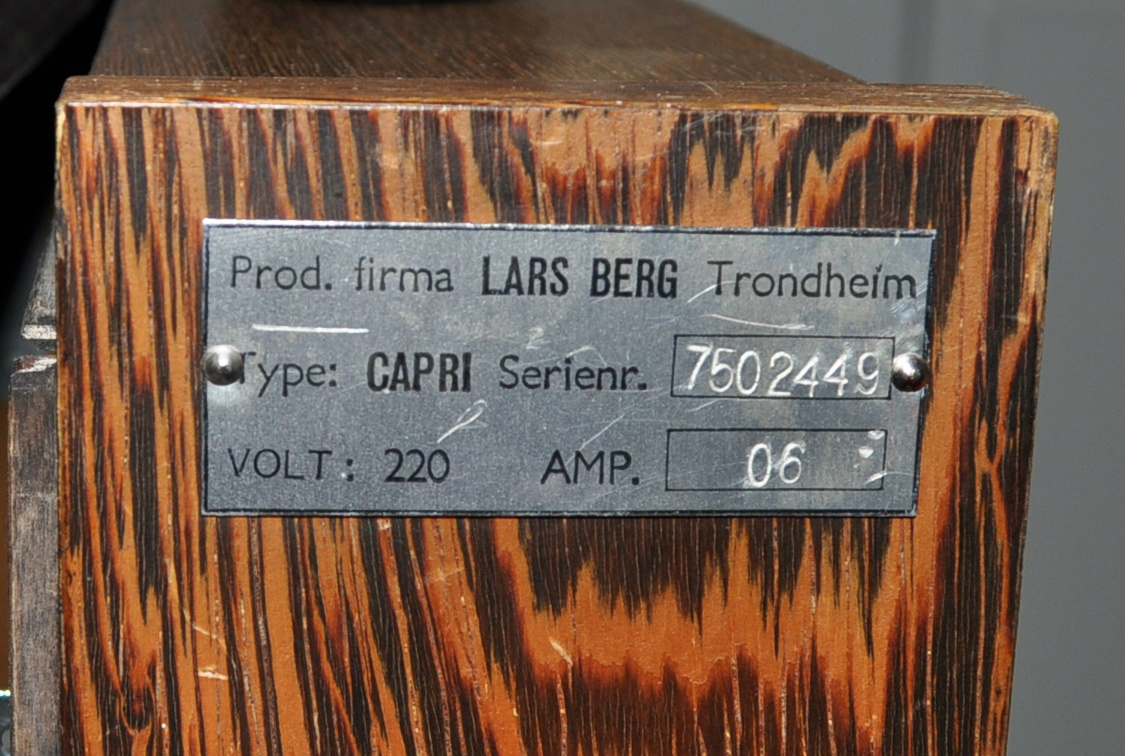 Prod. firma LARS BERG Trondheim
Type: CAPRI Serienr. 7502449
VOLT: 220 AMP. 06